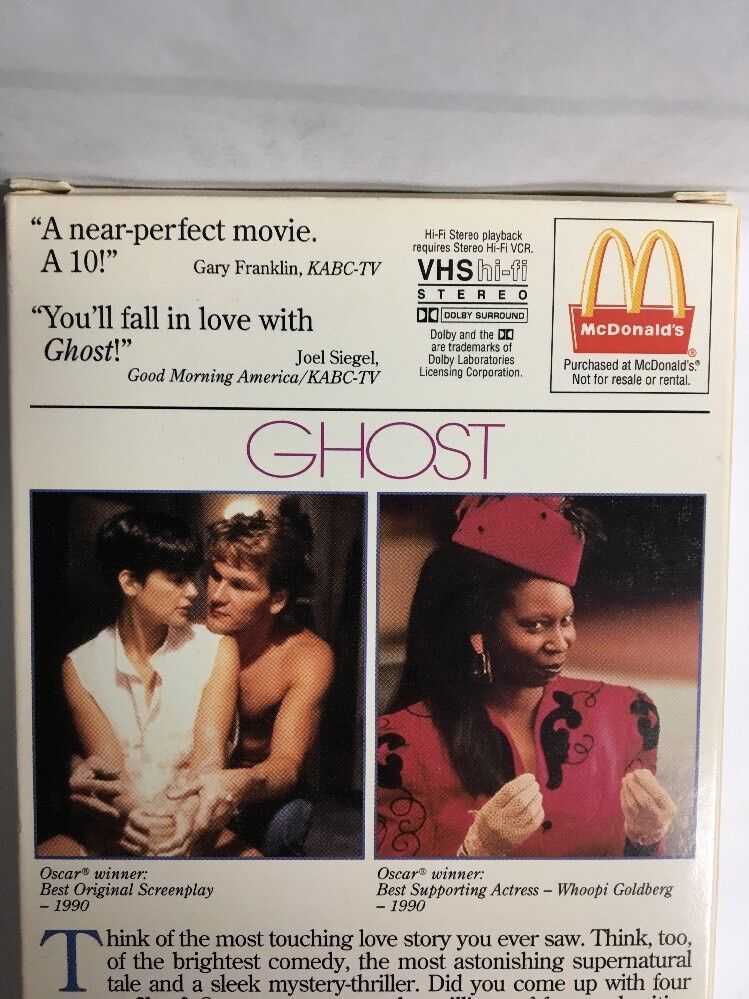 “A near-perfect movie.
A 10!” Gary Franklin, KABC-TV
“You’ll fall in love with
Ghost!” Joel Siegel,
Good Morning America/KABC-TV
Hi-Fi Stereo playback
requires Stereo Hi-Fi VCR.
VHS hi-fi
STEREO
DOLBY SURROUND
Dolby and the
are trademarks of
Dolby Laboratories
Licensing Corporation.
McDonald's®
Purchased at McDonald's.®
Not for resale or rental.
GHOST
Oscar® winner:
Best Original Screenplay
– 1990
Oscar® winner:
Best Supporting Actress – Whoopi Goldberg
– 1990
Think of the most touching love story you ever saw. Think, too,
of the brightest comedy, the most astonishing supernatural
tale and a sleek mystery-thriller. Did you come up with four